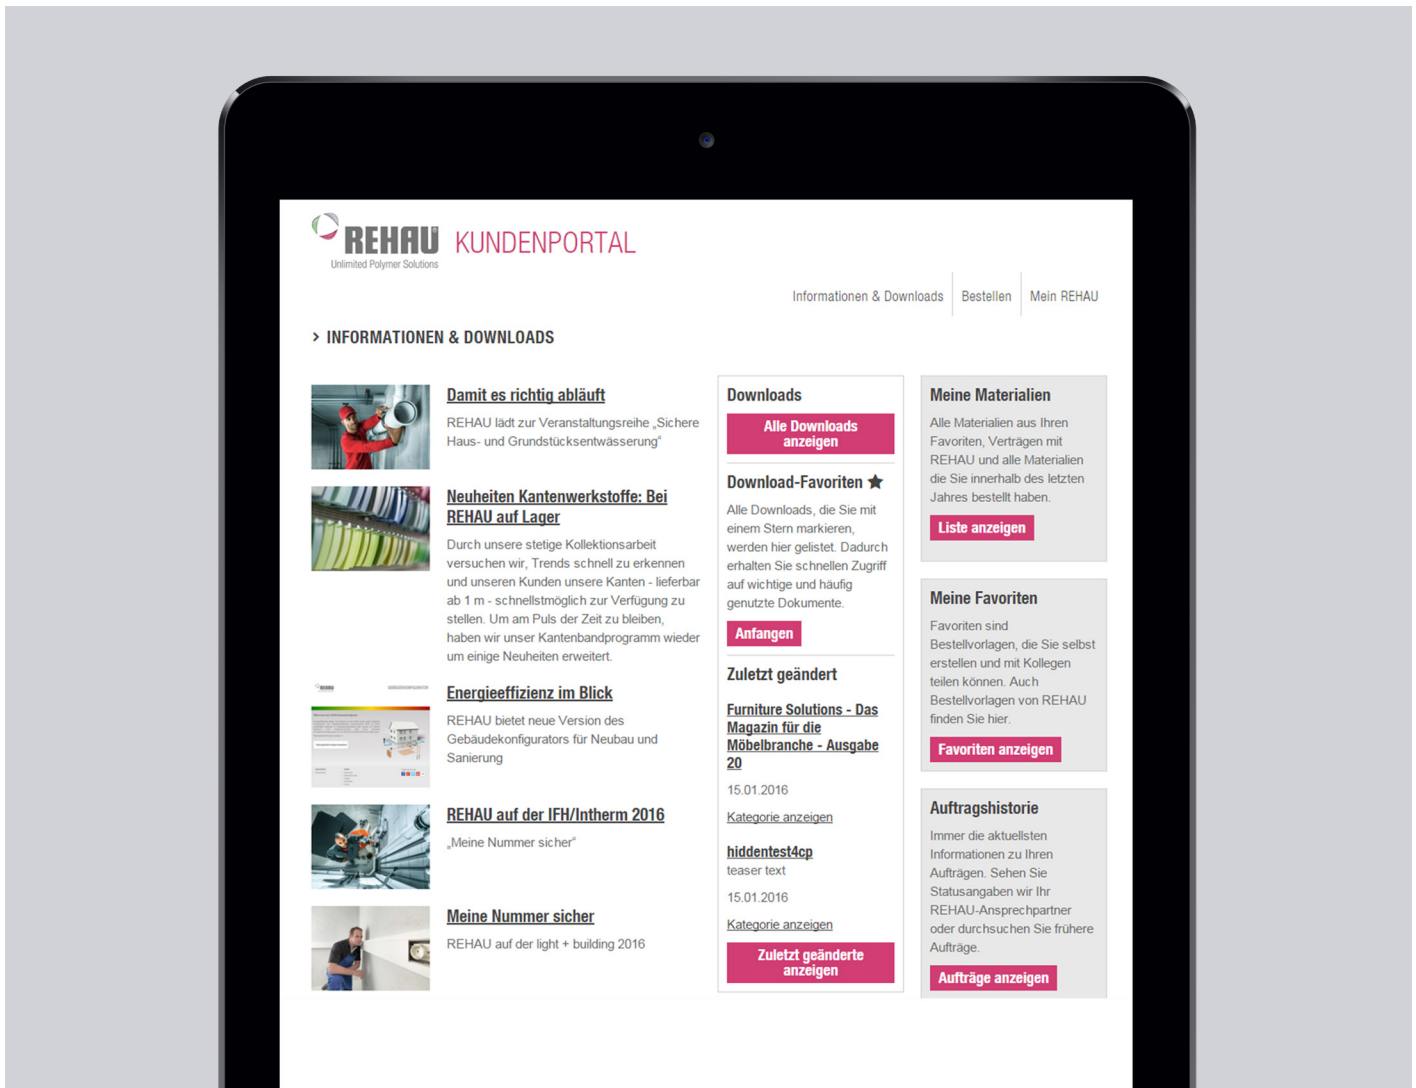 REHAU®
Unlimited Polymer Solutions
KUNDENPORTAL
Informationen & Downloads
Bestellen
Mein REHAU
> INFORMATIONEN & DOWNLOADS
Damit es richtig abläuft
REHAU lädt zur Veranstaltungsreihe „Sichere
Haus- und Grundstücksentwässerung“
Neuheiten Kantenwerkstoffe: Bei
REHAU auf Lager
Durch unsere stetige Kollektionsarbeit
versuchen wir, Trends schnell zu erkennen
und unseren Kunden unsere Kanten - lieferbar
ab 1 m - schnellstmöglich zur Verfügung zu
stellen. Um am Puls der Zeit zu bleiben,
haben wir unser Kantenbandprogramm wieder
um einige Neuheiten erweitert.
REHAU
Energieeffizienz im Blick
REHAU bietet neue Version des
Gebäudekonfigurators für Neubau und
Sanierung
REHAU auf der IFH/Intherm 2016
„Meine Nummer sicher“
Meine Nummer sicher
REHAU auf der light + building 2016
Downloads
Alle Downloads
anzeigen
Download-Favoriten ★
Alle Downloads, die Sie mit
einem Stern markieren,
werden hier gelistet. Dadurch
erhalten Sie schnellen Zugriff
auf wichtige und häufig
genutzte Dokumente.
Anfangen
Zuletzt geändert
Furniture Solutions - Das
Magazin für die
Möbelbranche - Ausgabe
20
15.01.2016
Kategorie anzeigen
hiddentest4cp
teaser text
15.01.2016
Kategorie anzeigen
Zuletzt geänderte
anzeigen
Meine Materialien
Alle Materialien aus Ihren
Favoriten, Verträgen mit
REHAU und alle Materialien
die Sie innerhalb des letzten
Jahres bestellt haben.
Liste anzeigen
Meine Favoriten
Favoriten sind
Bestellvorlagen, die Sie selbst
erstellen und mit Kollegen
teilen können. Auch
Bestellvorlagen von REHAU
finden Sie hier.
Favoriten anzeigen
Auftragshistorie
Immer die aktuellsten
Informationen zu Ihren
Aufträgen. Sehen Sie
Statusangaben wir Ihr
REHAU-Ansprechpartner
oder durchsuchen Sie frühere
Aufträge.
Aufträge anzeigen